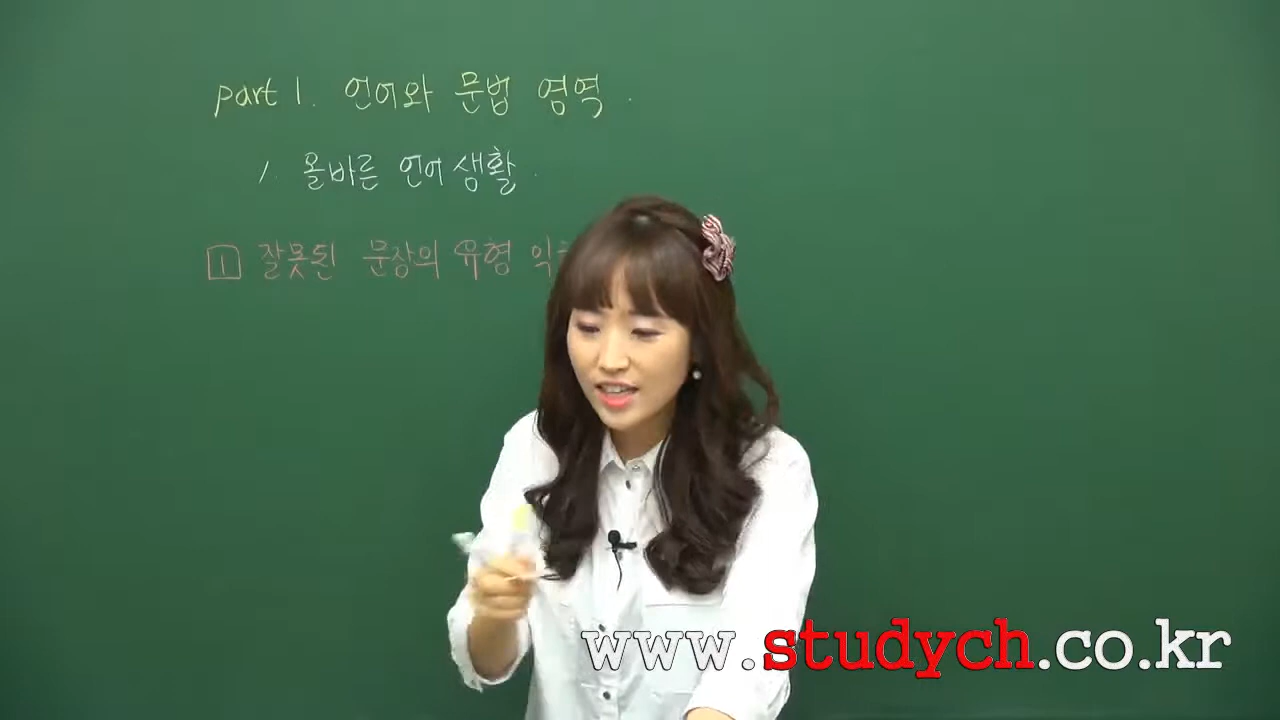 part 1. 언어와 문법 영역.
1. 올바른 언어생활.
1 잘못된 문장의 유형
www.studych.co.kr